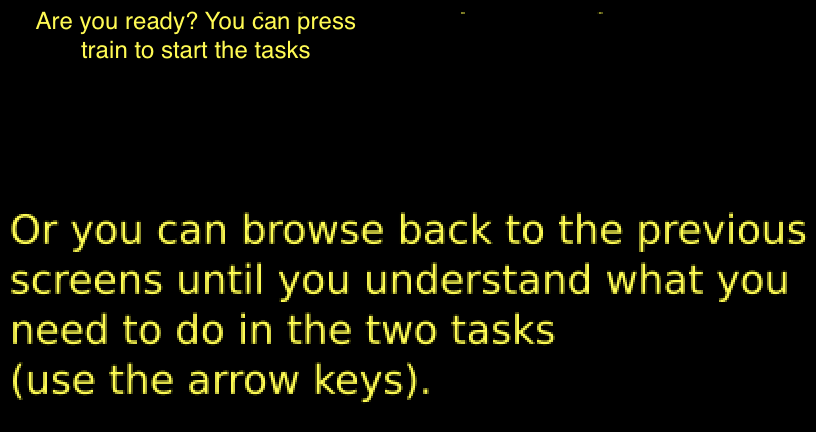 Are you ready? You can press
train to start the tasks
Or you can browse back to the previous
screens until you understand what you
need to do in the two tasks
(use the arrow keys).